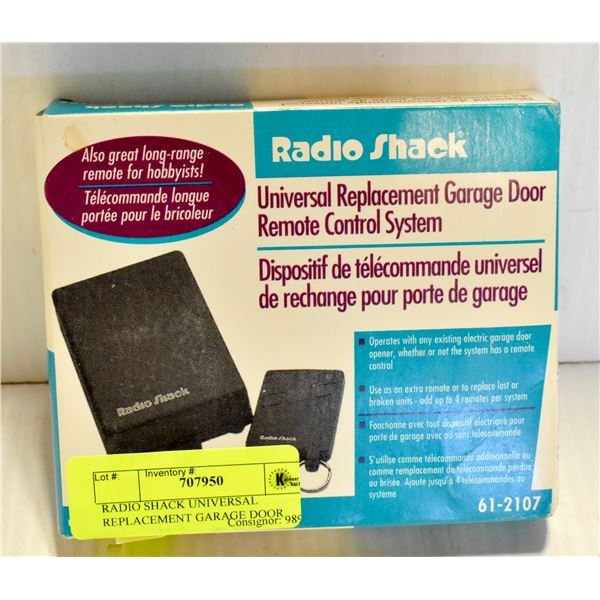 Also great long-range
remote for hobbyists!
Télécommande longue
portée pour le bricoleur
Radio Shack
Universal Replacement Garage Door
Remote Control System
Dispositif de télécommande universel
de rechange pour porte de garage
Operates with any existing electric garage door
opener, whether or not the system has a remote
control
Use as an extra remote or to replace lost or
broken units - add up to 4 remotes per system
Fonctionne avec tout dispositif électrique pour
porte de garage avec ou sans télécommande
S'utilise comme télécommande additionnelle ou
comme remplacement de télécommande perdue
ou brisée. Ajoute jusqu'à 4 télécommandes au
système
61-2107
Radio Shack
Radio Shack
Lot #:
Inventory #:
707950
RADIO SHACK UNIVERSAL
REPLACEMENT GARAGE DOOR
Consignor: 989